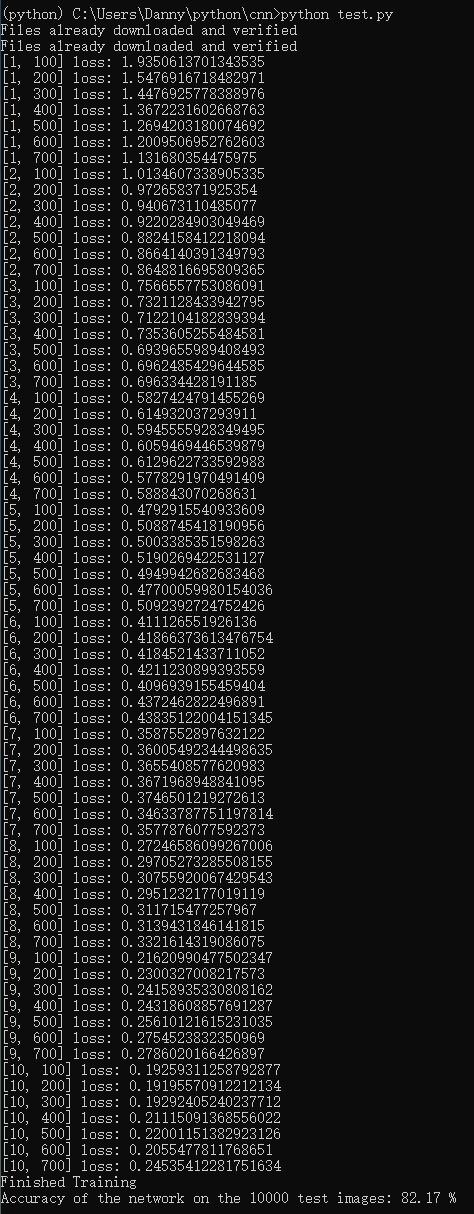 (python) C:\Users\Danny\python\cnn>python test.py
Files already downloaded and verified
Files already downloaded and verified
[1, 100] loss: 1.9350613701343535
[1, 200] loss: 1.5476916718482971
[1, 300] loss: 1.4476925778388976
[1, 400] loss: 1.3672231602668763
[1, 500] loss: 1.2694203180074692
[1, 600] loss: 1.2009506952762603
[1, 700] loss: 1.131680354475975
[2, 100] loss: 1.0134607338905335
[2, 200] loss: 0.972658371925354
[2, 300] loss: 0.940673110485077
[2, 400] loss: 0.9220284903049469
[2, 500] loss: 0.8824158412218094
[2, 600] loss: 0.8664140391349793
[2, 700] loss: 0.8648816695809365
[3, 100] loss: 0.7566557753086091
[3, 200] loss: 0.7321128433942795
[3, 300] loss: 0.7122104182839394
[3, 400] loss: 0.7353605255484581
[3, 500] loss: 0.6939655989408493
[3, 600] loss: 0.6962485429644585
[3, 700] loss: 0.696334428191185
[4, 100] loss: 0.5827424791455269
[4, 200] loss: 0.614932037293911
[4, 300] loss: 0.5945555928349495
[4, 400] loss: 0.6059469446539879
[4, 500] loss: 0.6129622733592988
[4, 600] loss: 0.5778291970491409
[4, 700] loss: 0.588843070268631
[5, 100] loss: 0.4792915540933609
[5, 200] loss: 0.5088745418190956
[5, 300] loss: 0.5003385351598263
[5, 400] loss: 0.5190269422531127
[5, 500] loss: 0.4949942682683468
[5, 600] loss: 0.47700059980154036
[5, 700] loss: 0.5092392724752426
[6, 100] loss: 0.411126551926136
[6, 200] loss: 0.41866373613476754
[6, 300] loss: 0.4184521433711052
[6, 400] loss: 0.4211230899393559
[6, 500] loss: 0.4096939155459404
[6, 600] loss: 0.4372462822496891
[6, 700] loss: 0.43835122004151345
[7, 100] loss: 0.3587552897632122
[7, 200] loss: 0.36005492344498635
[7, 300] loss: 0.3655408577620983
[7, 400] loss: 0.3671968948841095
[7, 500] loss: 0.3746501219272613
[7, 600] loss: 0.34633787751197814
[7, 700] loss: 0.3577876077592373
[8, 100] loss: 0.27246586099267006
[8, 200] loss: 0.29705273285508155
[8, 300] loss: 0.30755920067429543
[8, 400] loss: 0.2951232177019119
[8, 500] loss: 0.311715477257967
[8, 600] loss: 0.3139431846141815
[8, 700] loss: 0.3321614319086075
[9, 100] loss: 0.21620990477502347
[9, 200] loss: 0.2300327008217573
[9, 300] loss: 0.24158935330808162
[9, 400] loss: 0.24318608857691287
[9, 500] loss: 0.25610121615231035
[9, 600] loss: 0.2754523832350969
[9, 700] loss: 0.2786020166426897
[10, 100] loss: 0.19259311258792877
[10, 200] loss: 0.19195570912212134
[10, 300] loss: 0.19292405240237712
[10, 400] loss: 0.21115091368556022
[10, 500] loss: 0.22001151382923126
[10, 600] loss: 0.2055477811768651
[10, 700] loss: 0.24535412281751634
Finished Training
Accuracy of the network on the 10000 test images: 82.17 %